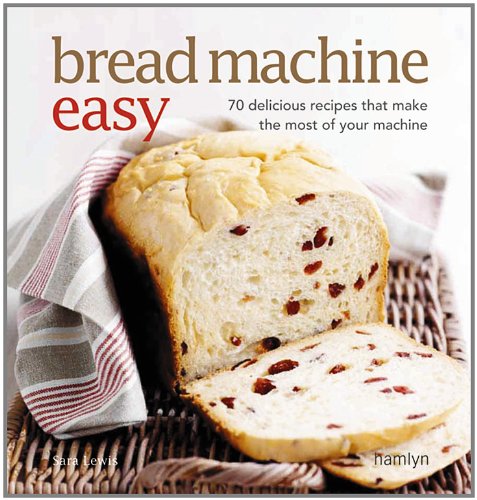 bread machine
easy
70 delicious recipes that make
the most of your machine
Sara Lewis
hamlyn